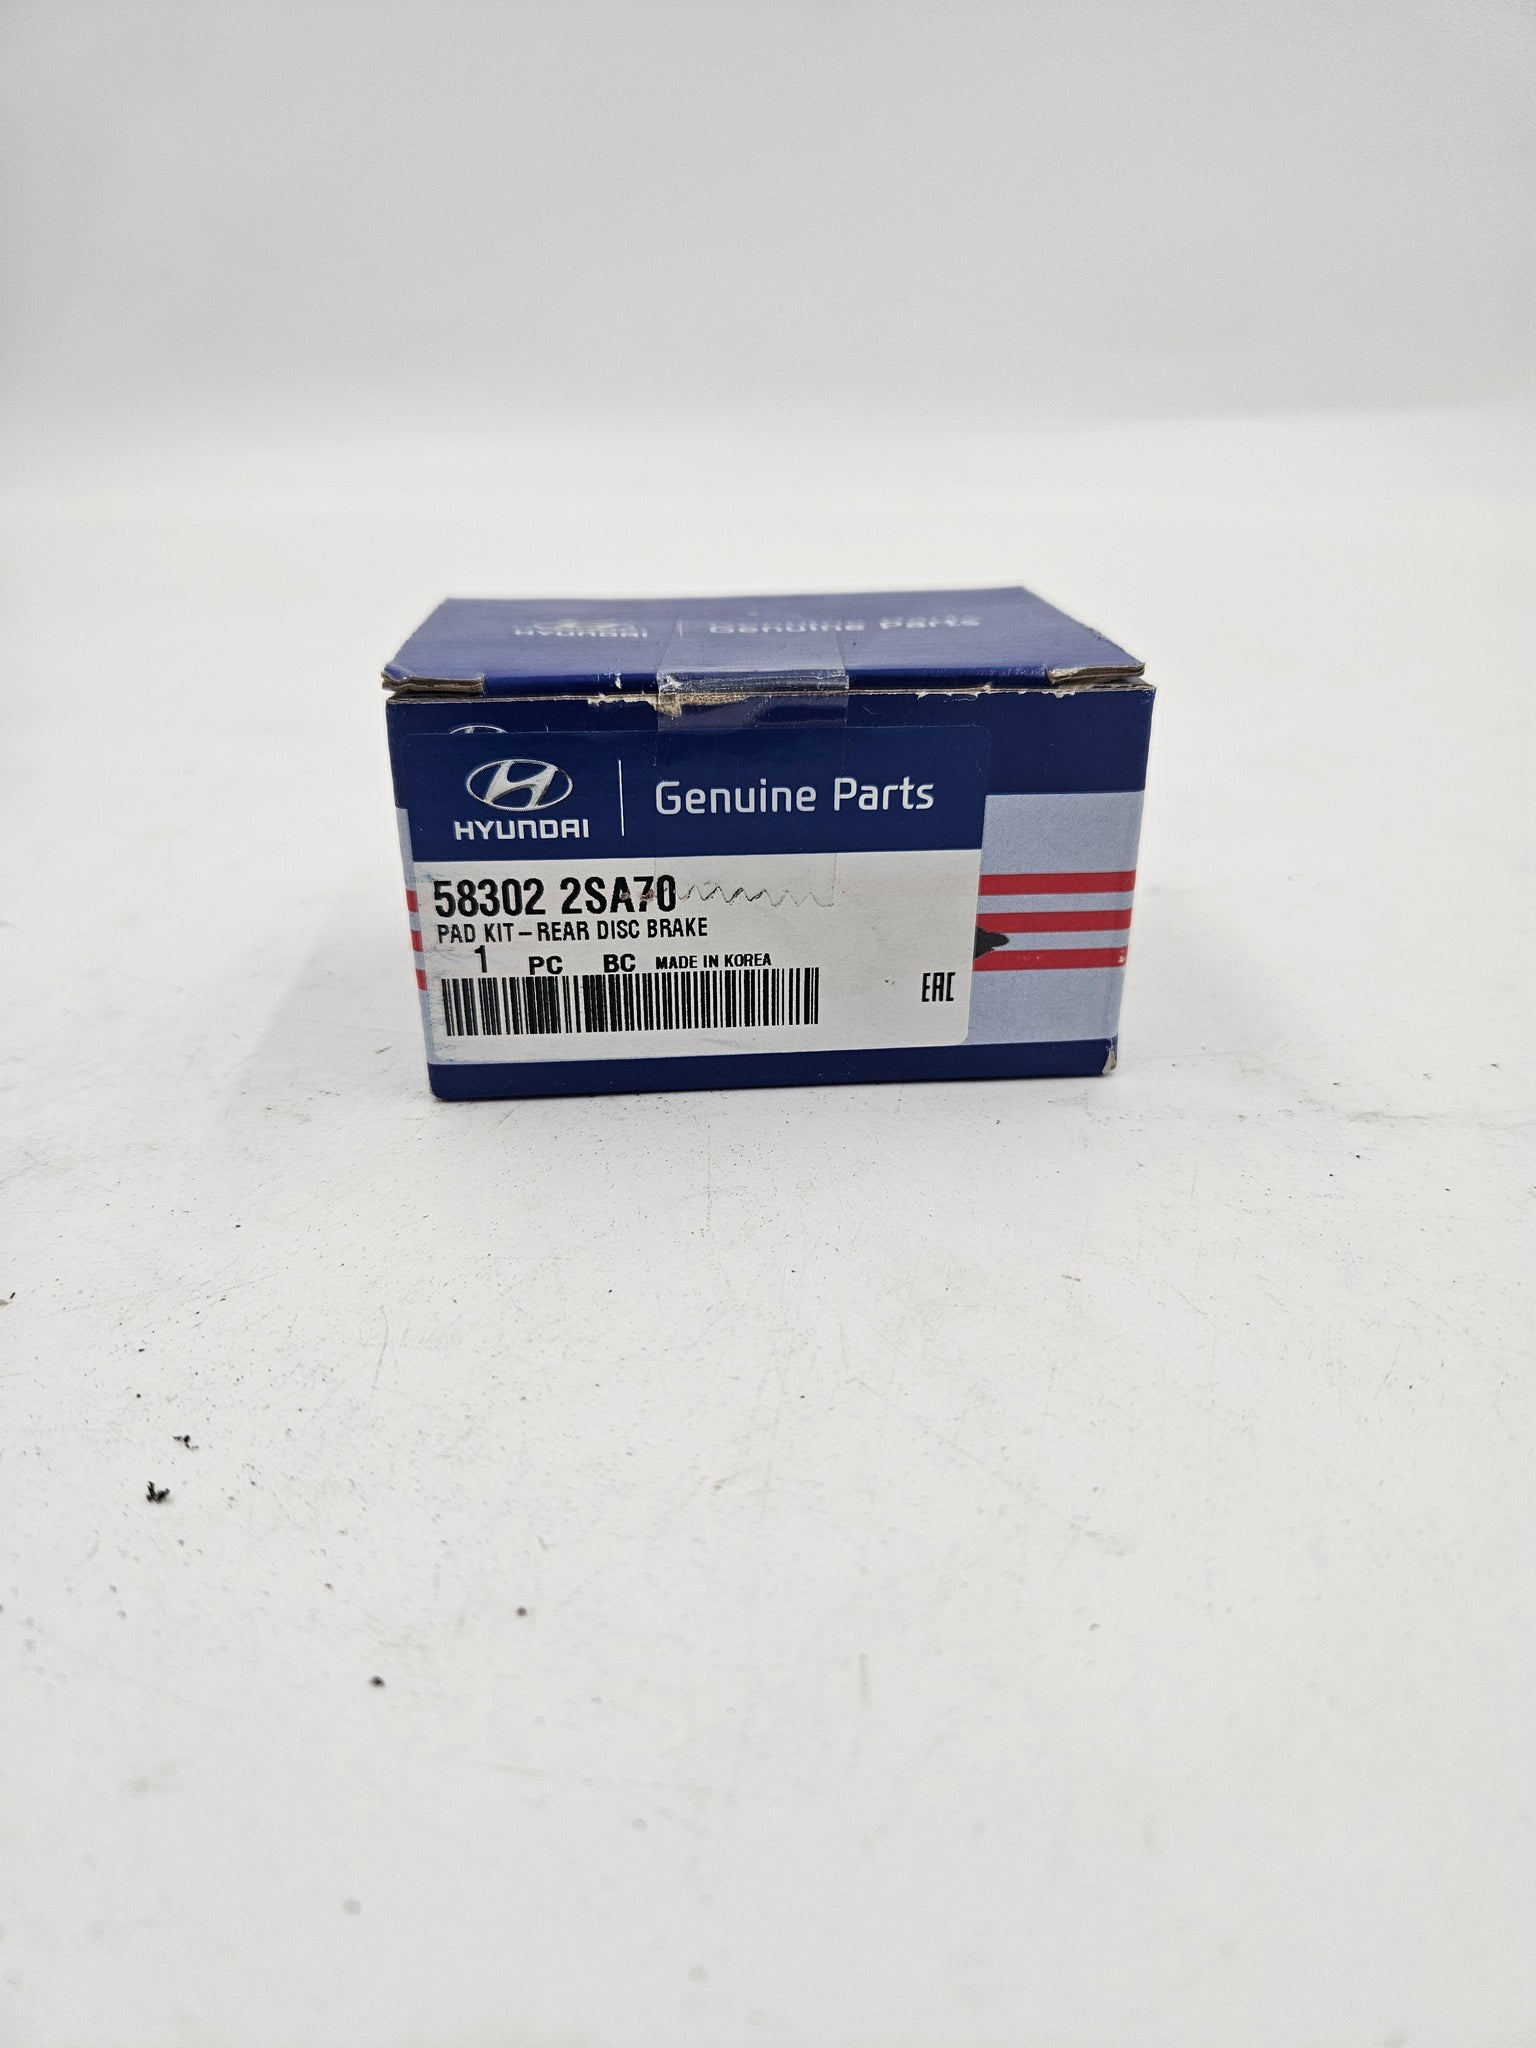 HYUNDAI Genuine Parts
HYUNDAI Genuine Parts
58302 2SA70
PAD KIT - REAR DISC BRAKE
1 PC BC MADE IN KOREA
EAC